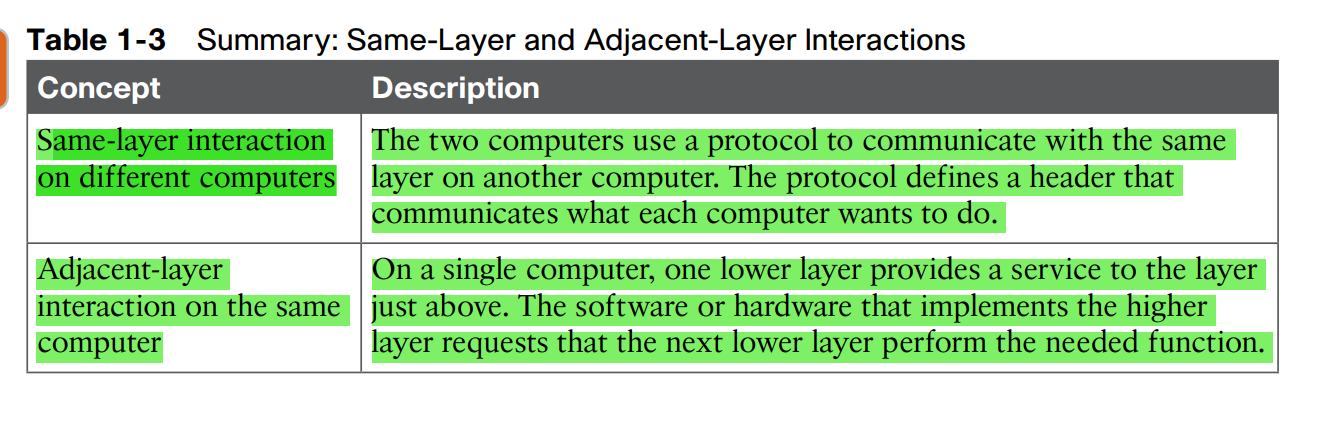 Table 1-3 Summary: Same-Layer and Adjacent-Layer Interactions
Concept Description
Same-layer interaction
on different computers
The two computers use a protocol to communicate with the same
layer on another computer. The protocol defines a header that
communicates what each computer wants to do.
Adjacent-layer
interaction on the same
computer
On a single computer, one lower layer provides a service to the layer
just above. The software or hardware that implements the higher
layer requests that the next lower layer perform the needed function.